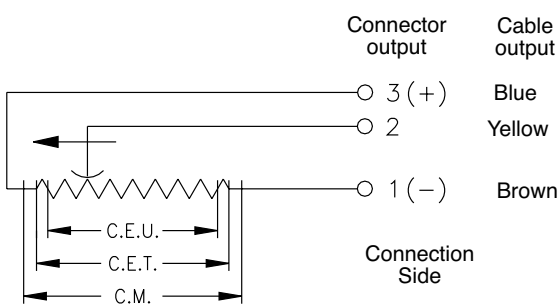 Connector output
Cable output
3(+) Blue
2 Yellow
1(-) Brown
C.E.U.
C.E.T.
C.M.
Connection Side